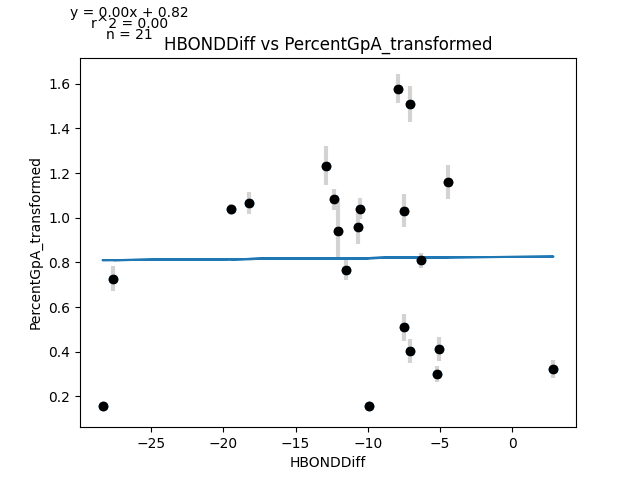 y = 0.00x + 0.82
r^2 = 0.00
n = 21
HBONDDiff vs PercentGpA_transformed
PercentGpA_transformed
1.6
1.4
1.2
1.0
0.8
0.6
0.4
0.2
−25 −20 −15 −10 −5 0
HBONDDiff